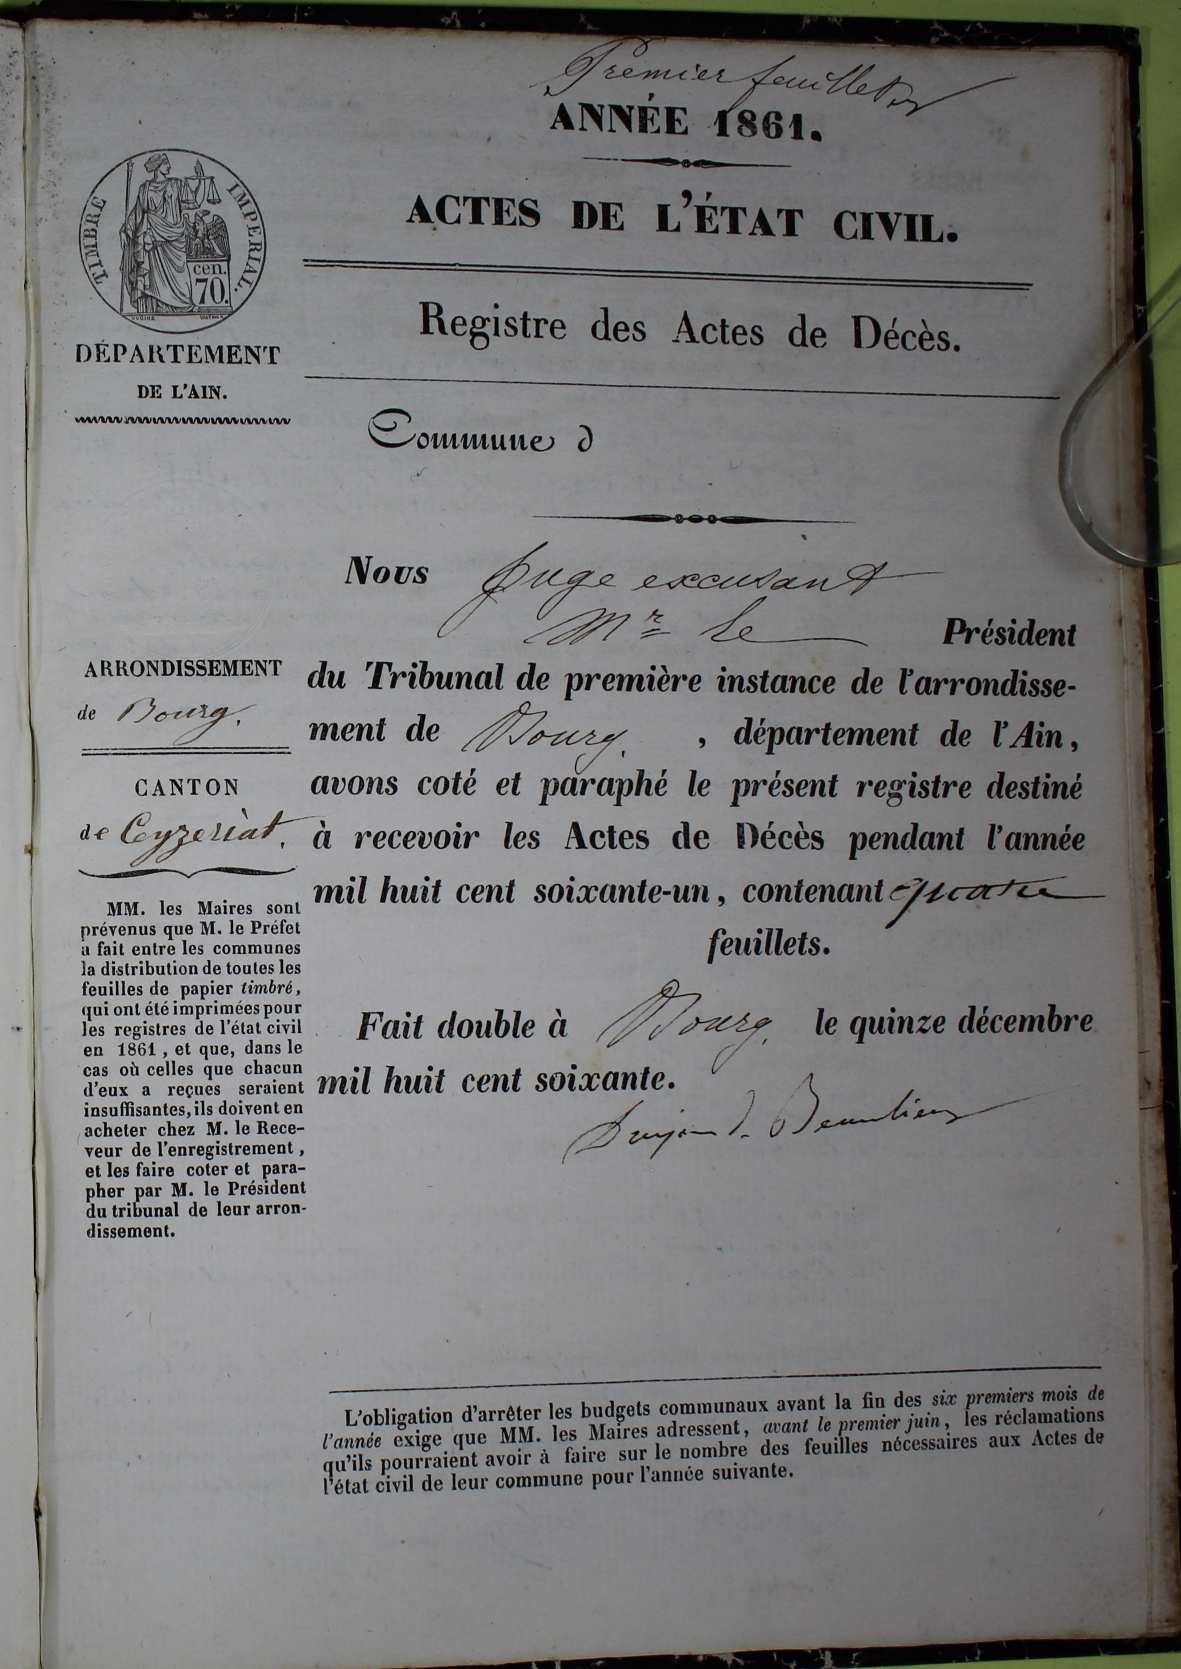 Premier feuillet
ANNÉE 1861.
ACTES DE L'ÉTAT CIVIL.
TIMBRE IMPERIAL.
cen.
70.
Registre des Actes de Décès.
DÉPARTEMENT
DE L'AIN.
Commune d
Nous Juge excusant
Mr le Président
du Tribunal de première instance de l'arrondisse-
ment de Bourg. , département de l'Ain,
avons coté et paraphé le présent registre destiné
à recevoir les Actes de Décès pendant l'année
mil huit cent soixante-un, contenant quatre
feuillets.
Fait double à Bourg. le quinze décembre
mil huit cent soixante.
de Beaulieu
ARRONDISSEMENT
de Bourg.
CANTON
de Ceyzeriat.
MM. les Maires sont
prévenus que M. le Préfet
a fait entre les communes
la distribution de toutes les
feuilles de papier timbré,
qui ont été imprimées pour
les registres de l'état civil
en 1861, et que, dans le
cas où celles que chacun
d'eux a reçues seraient
insuffisantes, ils doivent en
acheter chez M. le Rece-
veur de l'enregistrement,
et les faire coter et para-
pher par M. le Président
du tribunal de leur arron-
dissement.
L'obligation d'arrêter les budgets communaux avant la fin des six premiers mois de
l'année exige que MM. les Maires adressent, avant le premier juin, les réclamations
qu'ils pourraient avoir à faire sur le nombre des feuilles nécessaires aux Actes de
l'état civil de leur commune pour l'année suivante.